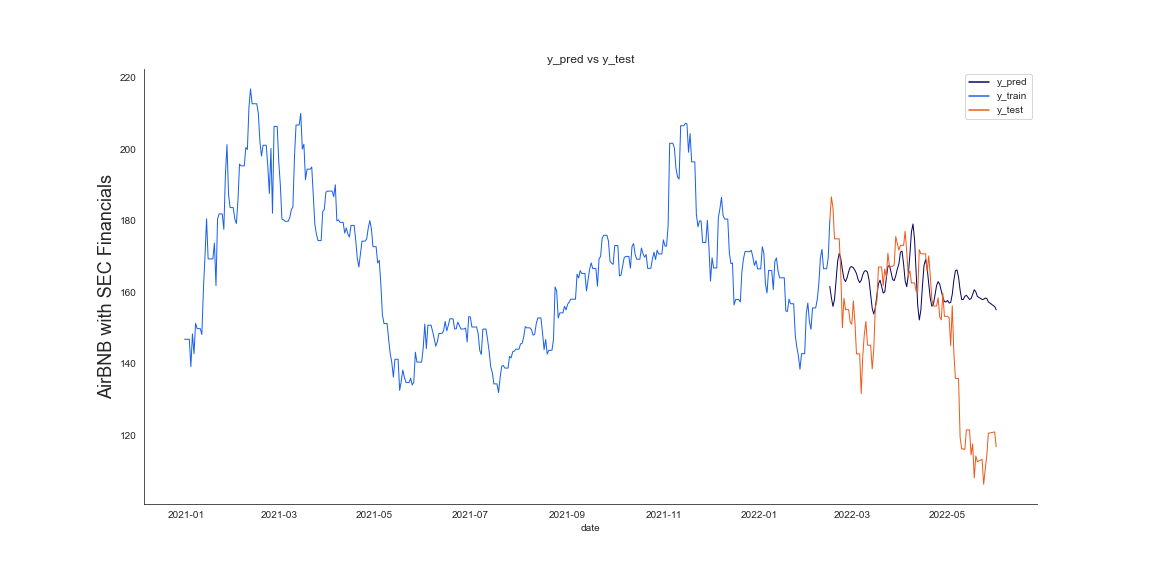 y_pred vs y_test
AirBNB with SEC Financials
220
200
180
160
140
120
y_pred
y_train
y_test
2021-01 2021-03 2021-05 2021-07 2021-09 2021-11 2022-01 2022-03 2022-05
date